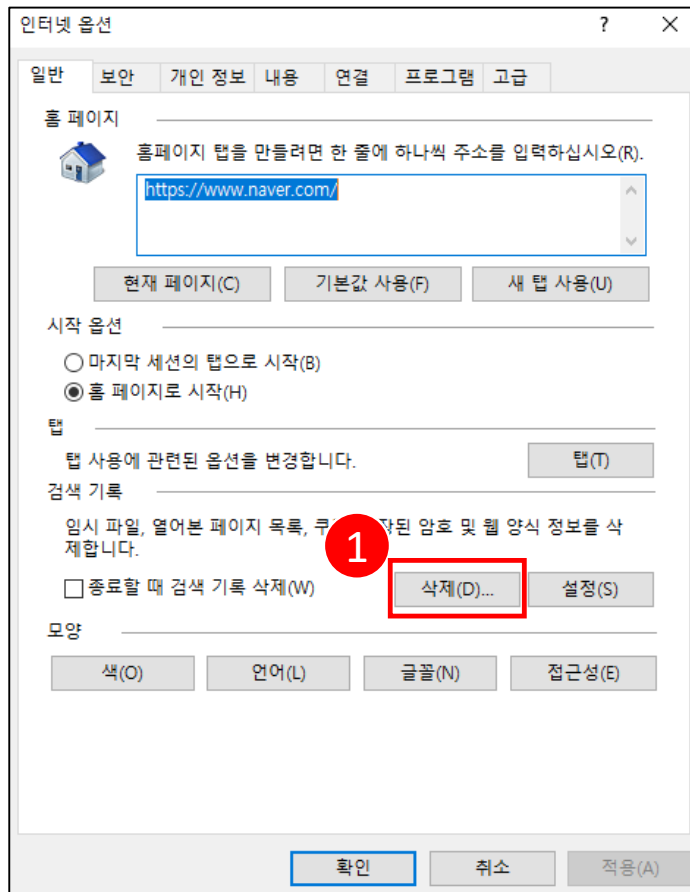 인터넷 옵션 ? ×
일반 보안 개인 정보 내용 연결 프로그램 고급
홈 페이지
홈페이지 탭을 만들려면 한 줄에 하나씩 주소를 입력하십시오(R).
https://www.naver.com/
현재 페이지(C) 기본값 사용(F) 새 탭 사용(U)
시작 옵션
마지막 세션의 탭으로 시작(B)
홈 페이지로 시작(H)
탭
탭 사용에 관련된 옵션을 변경합니다. 탭(T)
검색 기록
임시 파일, 열어본 페이지 목록, 암호 및 웹 양식 정보를 삭
제합니다.
1
종료할 때 검색 기록 삭제(W) 삭제(D)... 설정(S)
모양
색(O) 언어(L) 글꼴(N) 접근성(E)
확인 취소 적용(A)